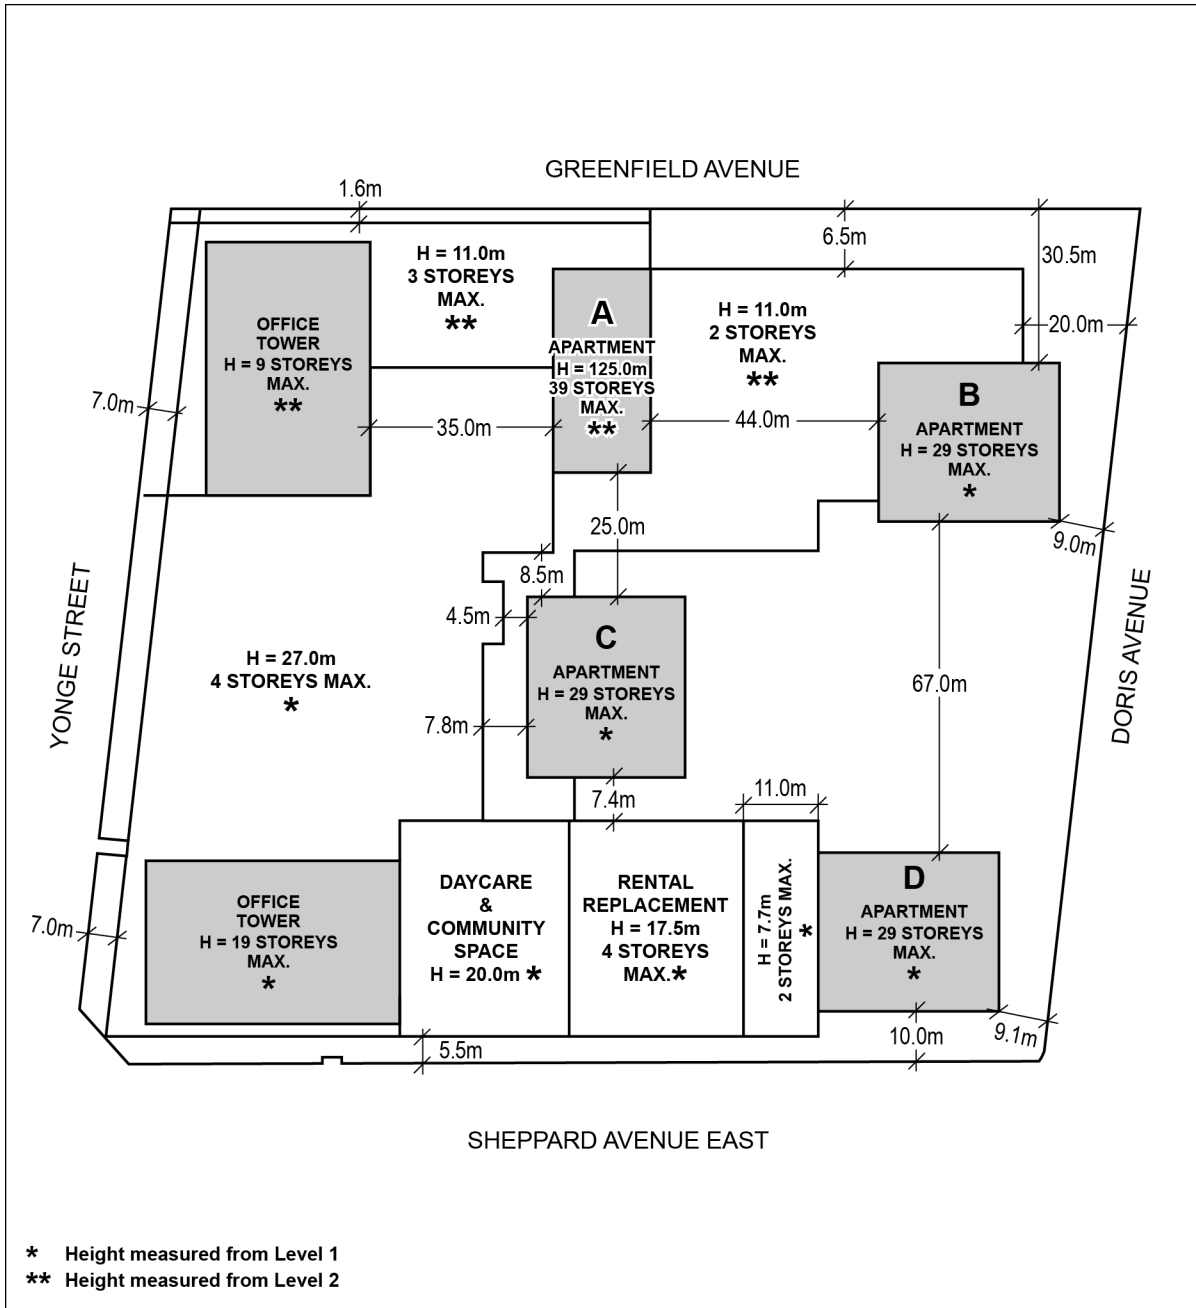 GREENFIELD AVENUE
1.6m
6.5m
30.5m
20.0m
H = 11.0m
3 STOREYS
MAX.
**
OFFICE
TOWER
H = 9 STOREYS
MAX.
**
A
APARTMENT
H = 125.0m
39 STOREYS
MAX.
**
H = 11.0m
2 STOREYS
MAX.
**
B
APARTMENT
H = 29 STOREYS
MAX.
*
7.0m
35.0m
44.0m
25.0m
9.0m
8.5m
4.5m
YONGE STREET
DORIS AVENUE
H = 27.0m
4 STOREYS MAX.
*
C
APARTMENT
H = 29 STOREYS
MAX.
*
67.0m
7.8m
7.4m
11.0m
7.0m
OFFICE
TOWER
H = 19 STOREYS
MAX.
*
DAYCARE
&
COMMUNITY
SPACE
H = 20.0m *
RENTAL
REPLACEMENT
H = 17.5m
4 STOREYS
MAX.*
H = 7.7m
2 STOREYS MAX.
*
D
APARTMENT
H = 29 STOREYS
MAX.
*
5.5m
10.0m
9.1m
SHEPPARD AVENUE EAST
* Height measured from Level 1
** Height measured from Level 2